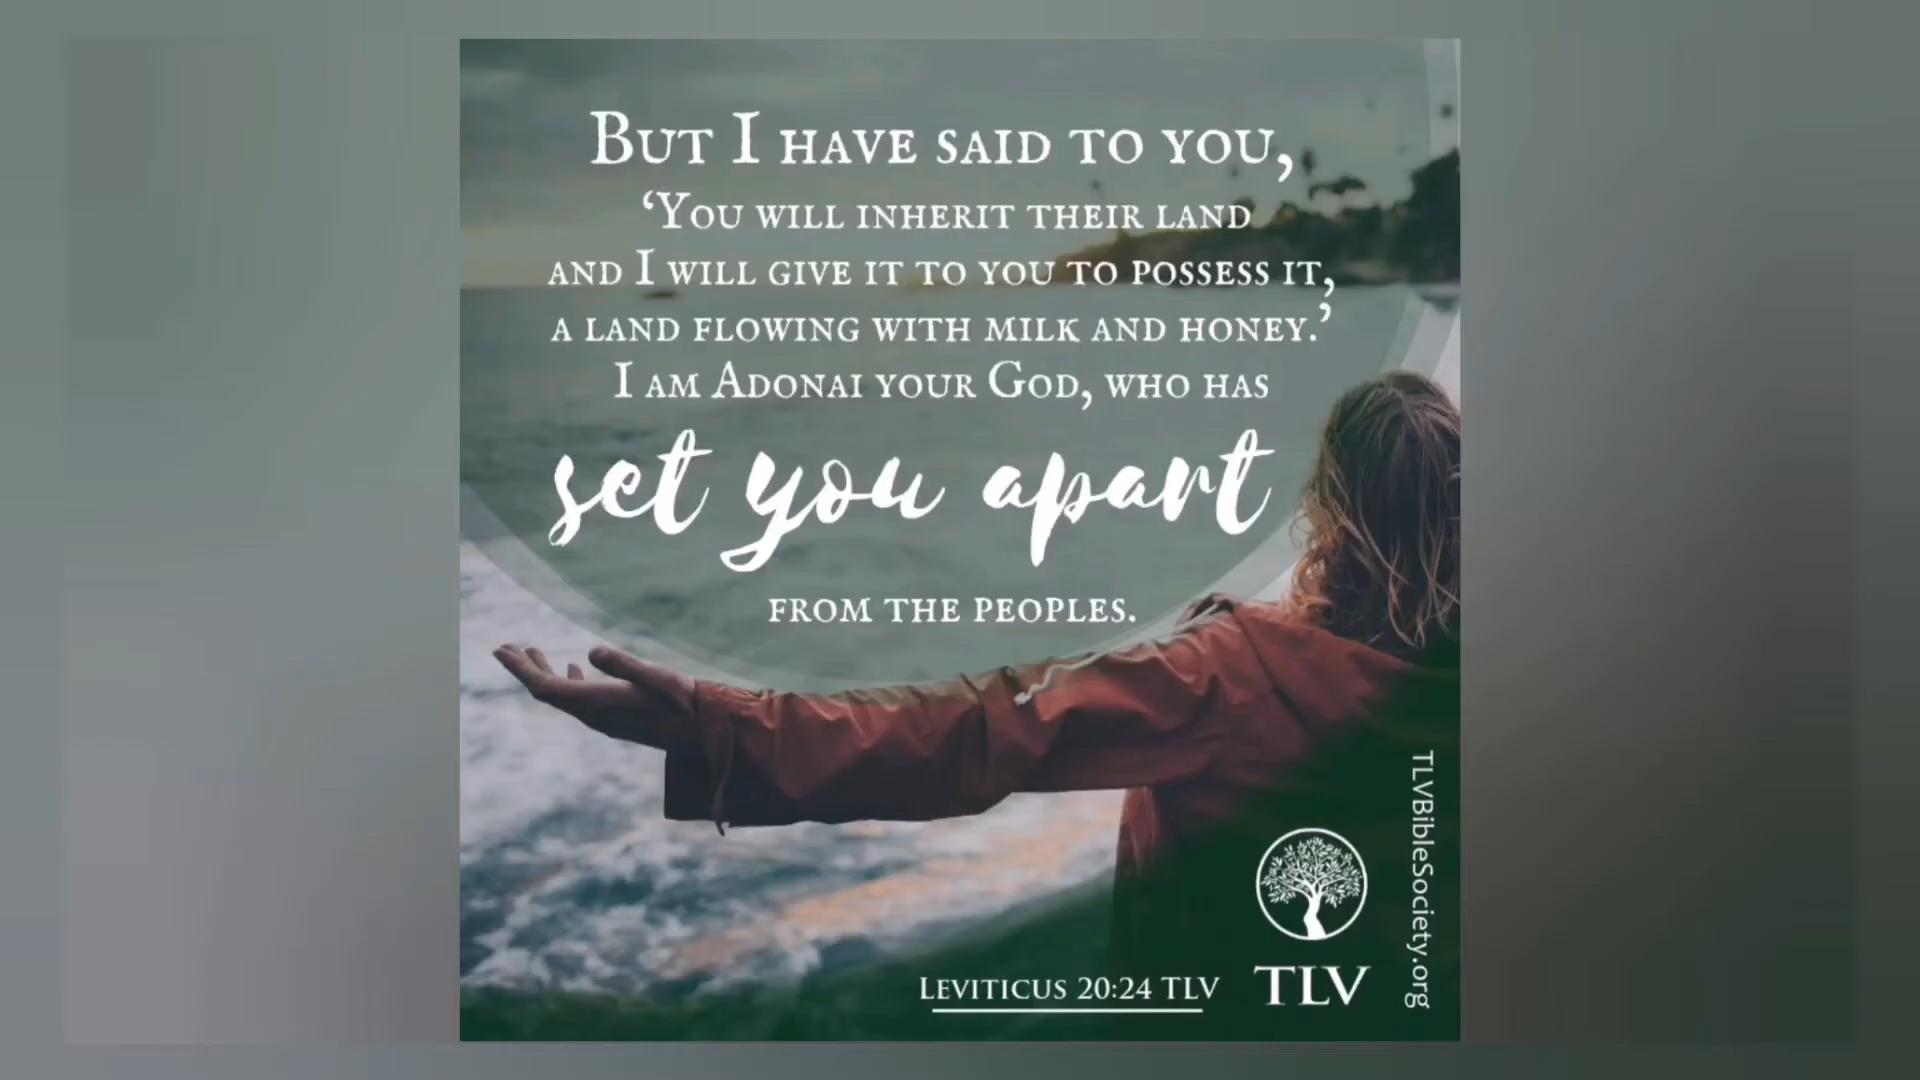 But I have said to you,
‘You will inherit their land
and I will give it to you to possess it,
a land flowing with milk and honey.’
I am Adonai your God, who has
set you apart
from the peoples.
Leviticus 20:24 TLV
TLV
TLVBibleSociety.org